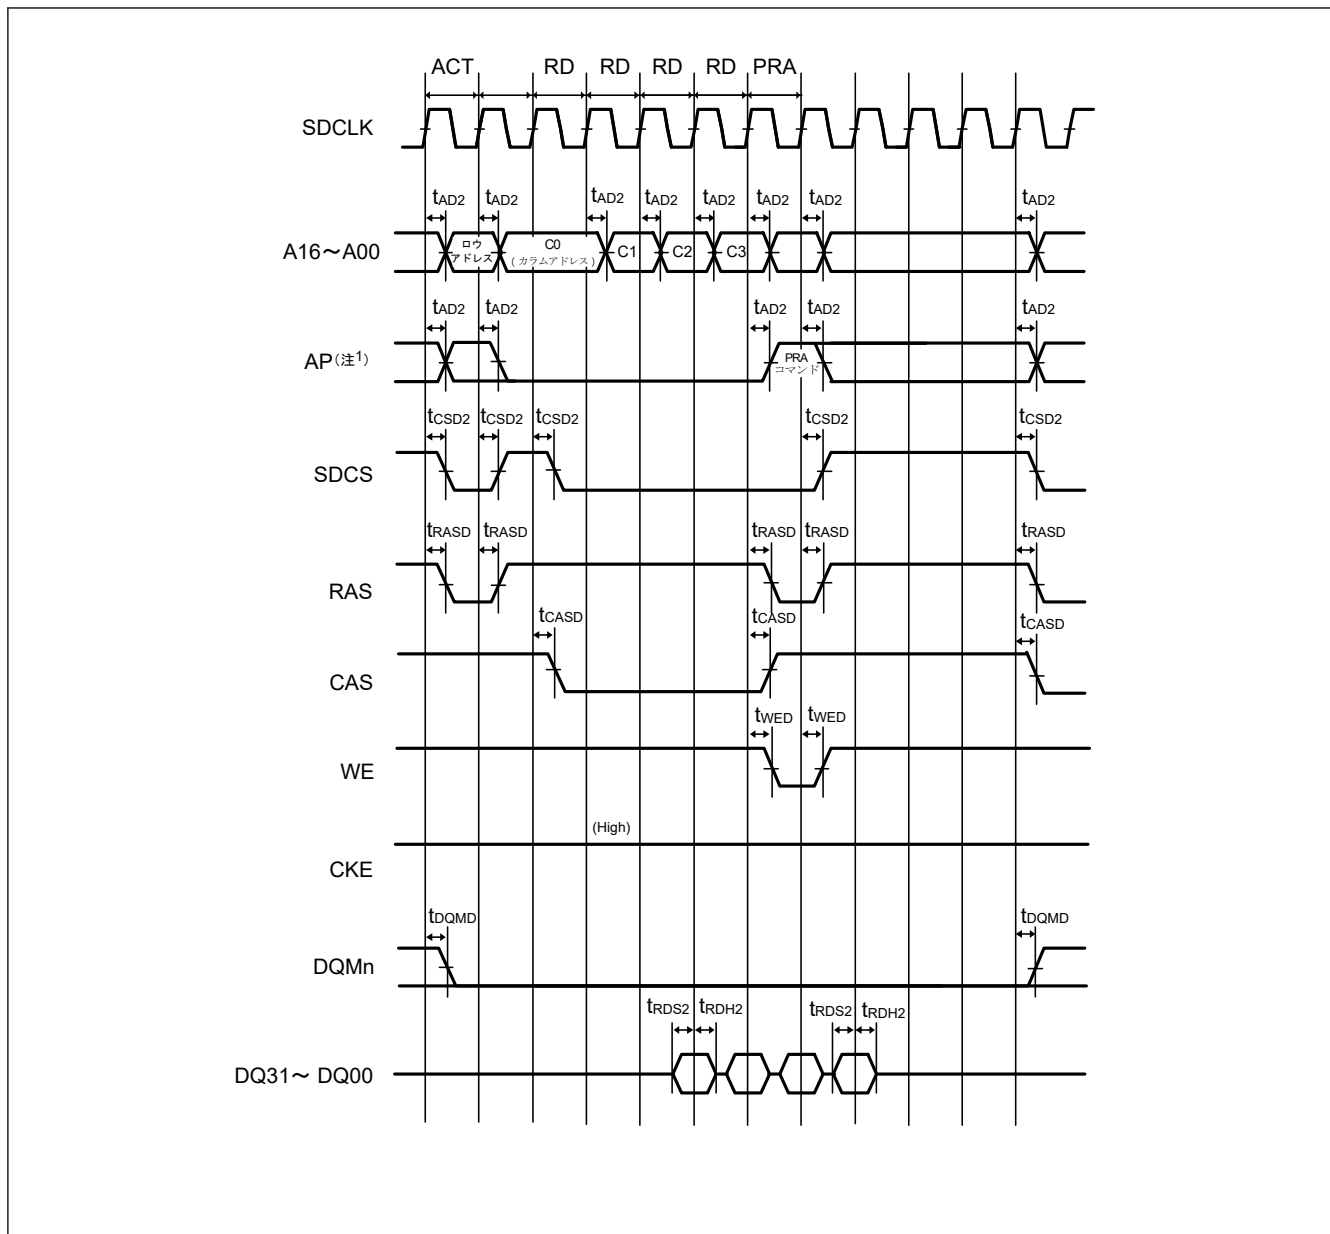 ACT RD RD RD RD PRA
SDCLK
tAD2 tAD2 tAD2 tAD2 tAD2 tAD2 tAD2 tAD2
A16～A00 ロウ アドレス C0 (カラムアドレス) C1 C2 C3
tAD2 tAD2 tAD2 tAD2 tAD2
AP(注1) PRA コマンド
tCSD2 tCSD2 tCSD2 tCSD2 tCSD2
SDCS
tRASD tRASD tRASD tRASD tRASD
RAS
tCASD tCASD tCASD
CAS
tWED tWED
WE
(High)
CKE
tDQMD tDQMD
DQMn
tRDS2 tRDH2 tRDS2 tRDH2
DQ31～DQ00